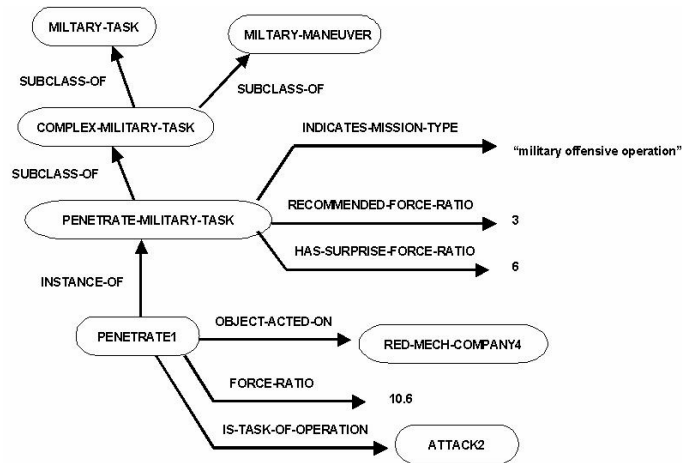 MILTARY-TASK
MILTARY-MANEUVER
SUBCLASS-OF
SUBCLASS-OF
COMPLEX-MILITARY-TASK
INDICATES-MISSION-TYPE
“military offensive operation”
SUBCLASS-OF
RECOMMENDED-FORCE-RATIO
PENETRATE-MILITARY-TASK
3
HAS-SURPRISE-FORCE-RATIO
6
INSTANCE-OF
OBJECT-ACTED-ON
PENETRATE1
RED-MECH-COMPANY4
FORCE-RATIO
10.6
IS-TASK-OF-OPERATION
ATTACK2